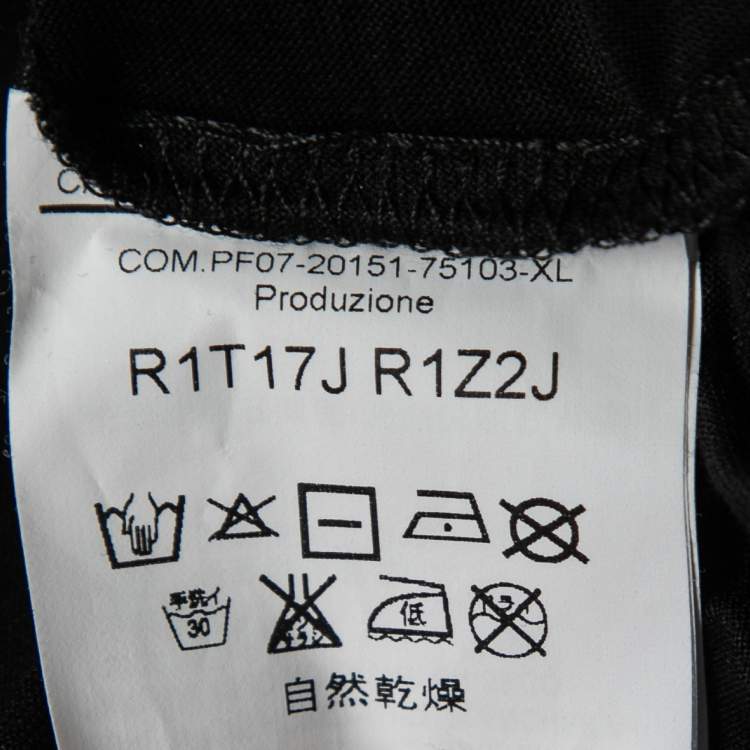 COM.PF07-20151-75103-XL
Produzione
R1T17J R1Z2J
手洗イ
30
低
自然乾燥